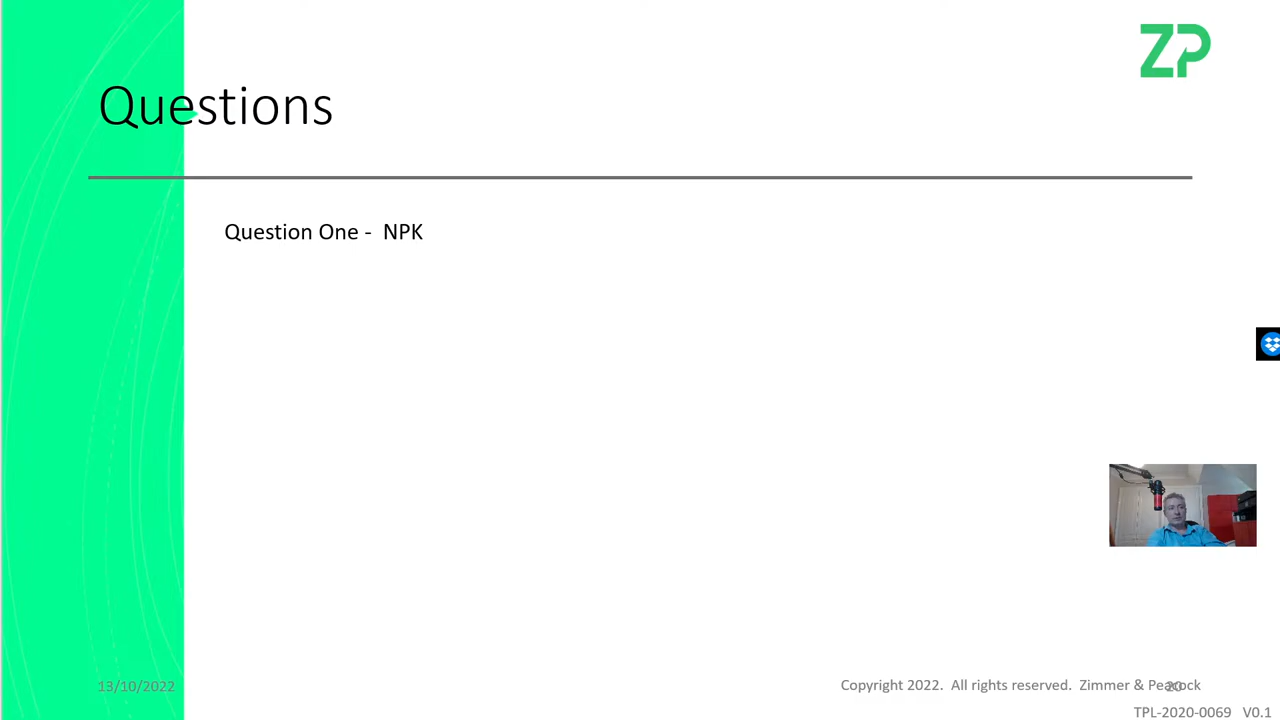 ZP
Questions
Question One -  NPK
13/10/2022
Copyright 2022.  All rights reserved.  Zimmer & Peacock
20
TPL-2020-0069   V0.1